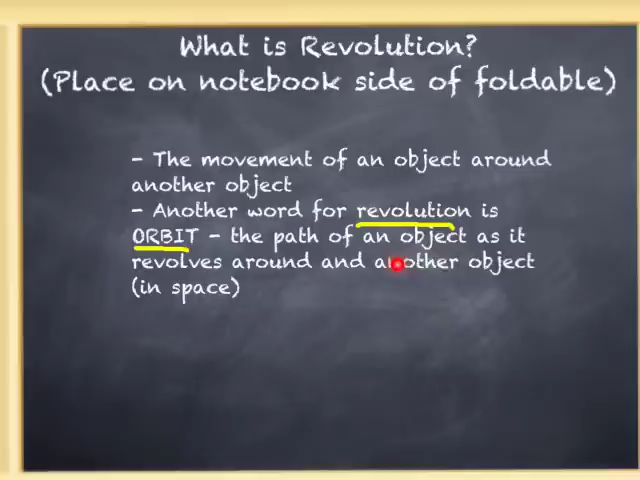 What is Revolution?
(Place on notebook side of foldable)
- The movement of an object around
another object
- Another word for revolution is
ORBIT - the path of an object as it
revolves around and another object
(in space)